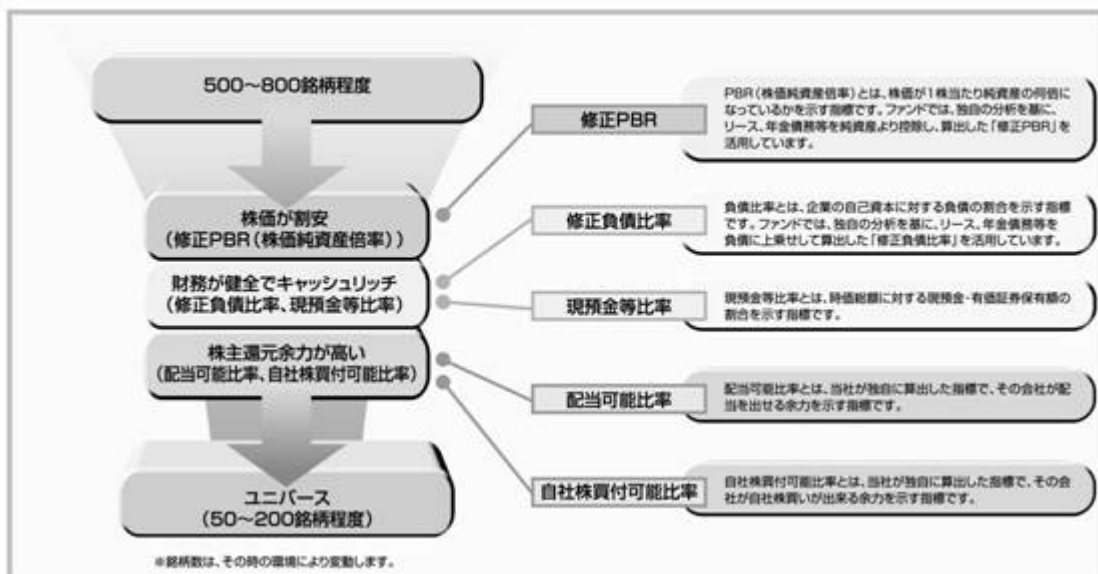 500～800銘柄程度
株価が割安
（修正PBR（株価純資産倍率））
財務が健全でキャッシュリッチ
（修正負債比率、現預金等比率）
株主還元余力が高い
（配当可能比率、自社株買付可能比率）
ユニバース
（50～200銘柄程度）
※銘柄数は、その時の環境により変動します。
修正PBR
PBR（株価純資産倍率）とは、株価が1株当たり純資産の何倍に
なっているかを示す指標です。ファンドでは、独自の分析を基に、
リース、年金債務等を純資産より控除し、算出した「修正PBR」を
活用しています。
修正負債比率
負債比率とは、企業の自己資本に対する負債の割合を示す指標
です。ファンドでは、独自の分析を基に、リース、年金債務等を
負債に上乗せして算出した「修正負債比率」を活用しています。
現預金等比率
現預金等比率とは、時価総額に対する現預金・有価証券保有額の
割合を示す指標です。
配当可能比率
配当可能比率とは、当社が独自に算出した指標で、その会社が配
当を出せる余力を示す指標です。
自社株買付可能比率
自社株買付可能比率とは、当社が独自に算出した指標で、その会
社が自社株買いが出来る余力を示す指標です。